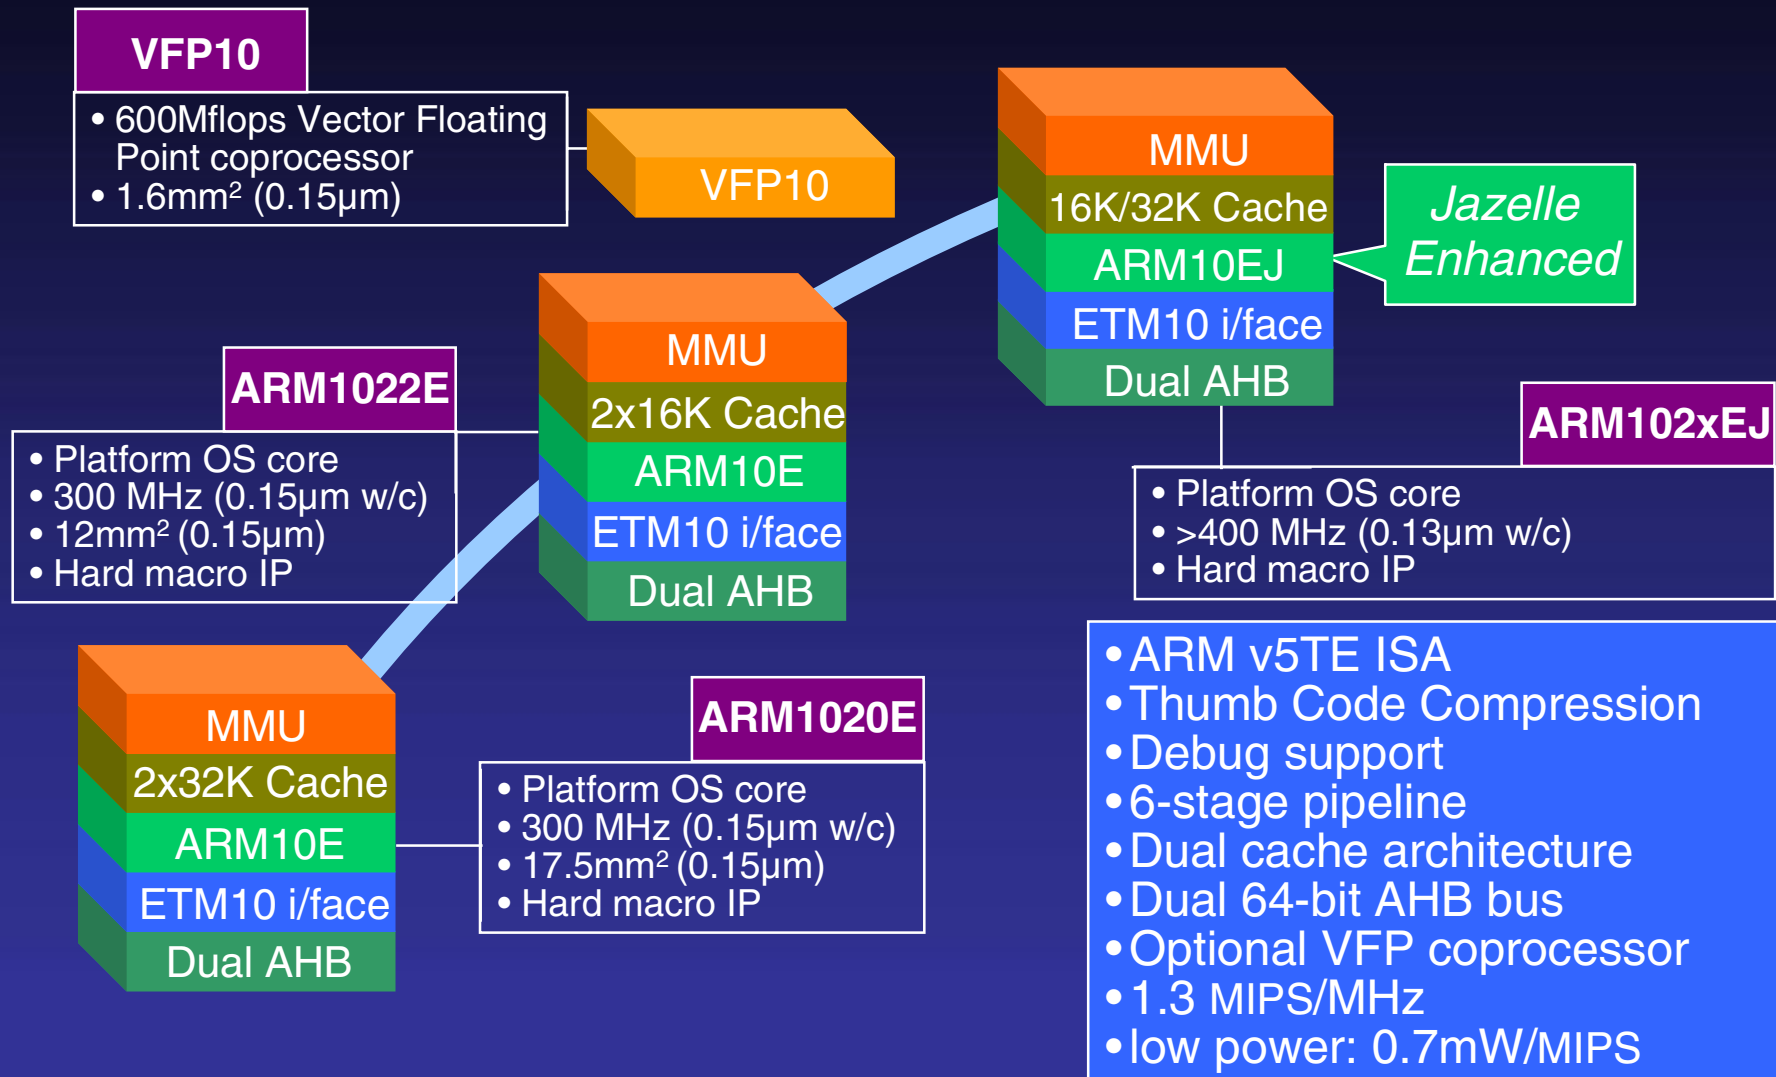 VFP10
• 600Mflops Vector Floating
Point coprocessor
• 1.6mm² (0.15µm)
VFP10
MMU
16K/32K Cache
ARM10EJ
ETM10 i/face
Dual AHB
Jazelle
Enhanced
ARM1022E
• Platform OS core
• 300 MHz (0.15µm w/c)
• 12mm² (0.15µm)
• Hard macro IP
MMU
2x16K Cache
ARM10E
ETM10 i/face
Dual AHB
ARM102xEJ
• Platform OS core
• >400 MHz (0.13µm w/c)
• Hard macro IP
MMU
2x32K Cache
ARM10E
ETM10 i/face
Dual AHB
ARM1020E
• Platform OS core
• 300 MHz (0.15µm w/c)
• 17.5mm² (0.15µm)
• Hard macro IP
• ARM v5TE ISA
• Thumb Code Compression
• Debug support
• 6-stage pipeline
• Dual cache architecture
• Dual 64-bit AHB bus
• Optional VFP coprocessor
• 1.3 MIPS/MHz
• low power: 0.7mW/MIPS